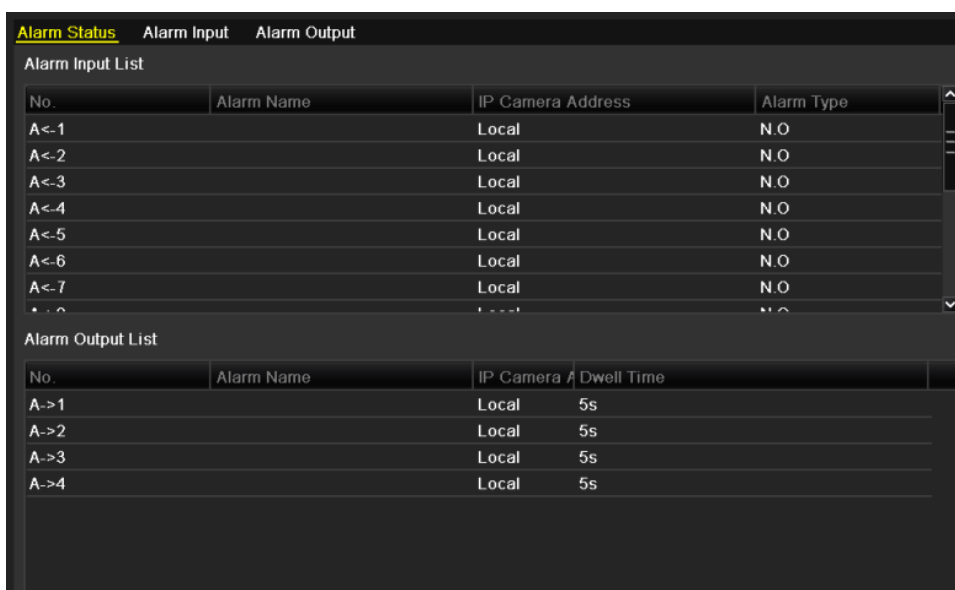 Alarm Status Alarm Input Alarm Output
Alarm Input List
No. Alarm Name IP Camera Address Alarm Type
A<-1 Local N.O
A<-2 Local N.O
A<-3 Local N.O
A<-4 Local N.O
A<-5 Local N.O
A<-6 Local N.O
A<-7 Local N.O
Alarm Output List
No. Alarm Name IP Camera A Dwell Time
A->1 Local 5s
A->2 Local 5s
A->3 Local 5s
A->4 Local 5s